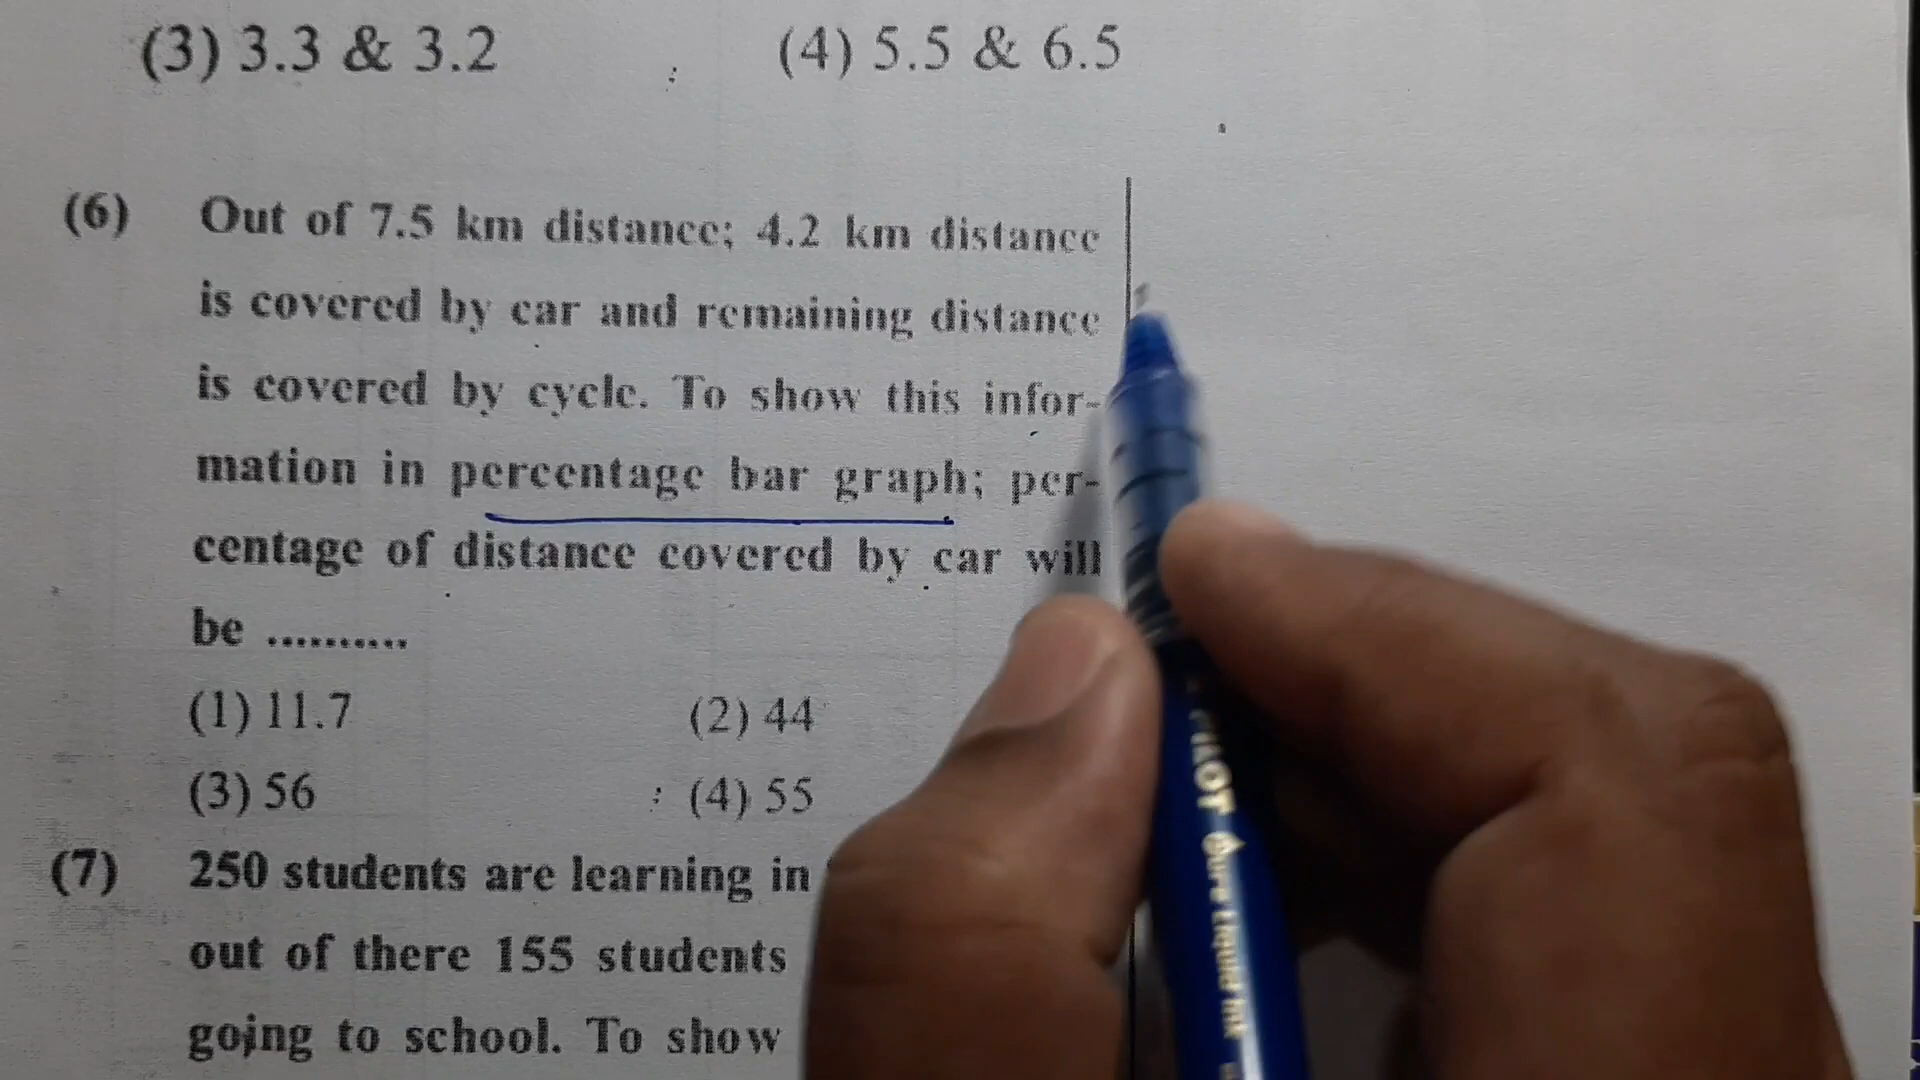 (3) 3.3 & 3.2 (4) 5.5 & 6.5
(6) Out of 7.5 km distance; 4.2 km distance
is covered by car and remaining distance
is covered by cycle. To show this infor-
mation in percentage bar graph; per-
centage of distance covered by car will
be ..........
(1) 11.7 (2) 44
(3) 56 (4) 55
(7) 250 students are learning in
out of there 155 students
going to school. To show
PILOT